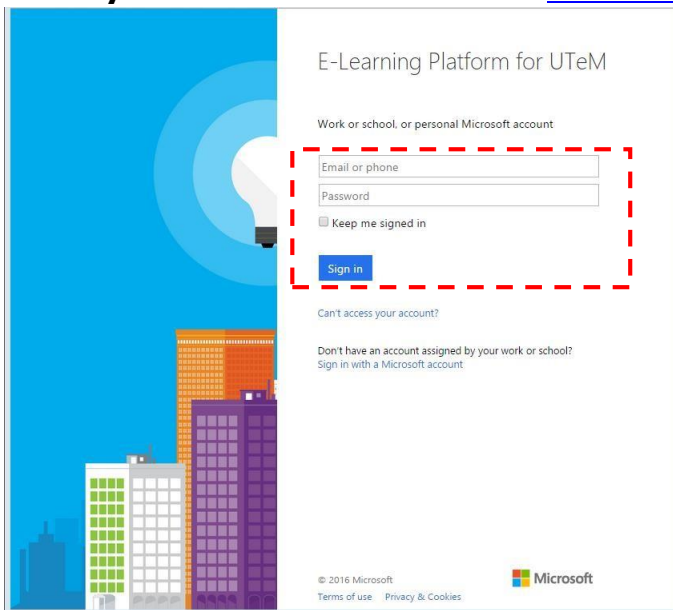 E-Learning Platform for UTeM
Work or school, or personal Microsoft account
Email or phone
Password
Keep me signed in
Sign in
Can't access your account?
Don't have an account assigned by your work or school?
Sign in with a Microsoft account
© 2016 Microsoft
Microsoft
Terms of use Privacy & Cookies